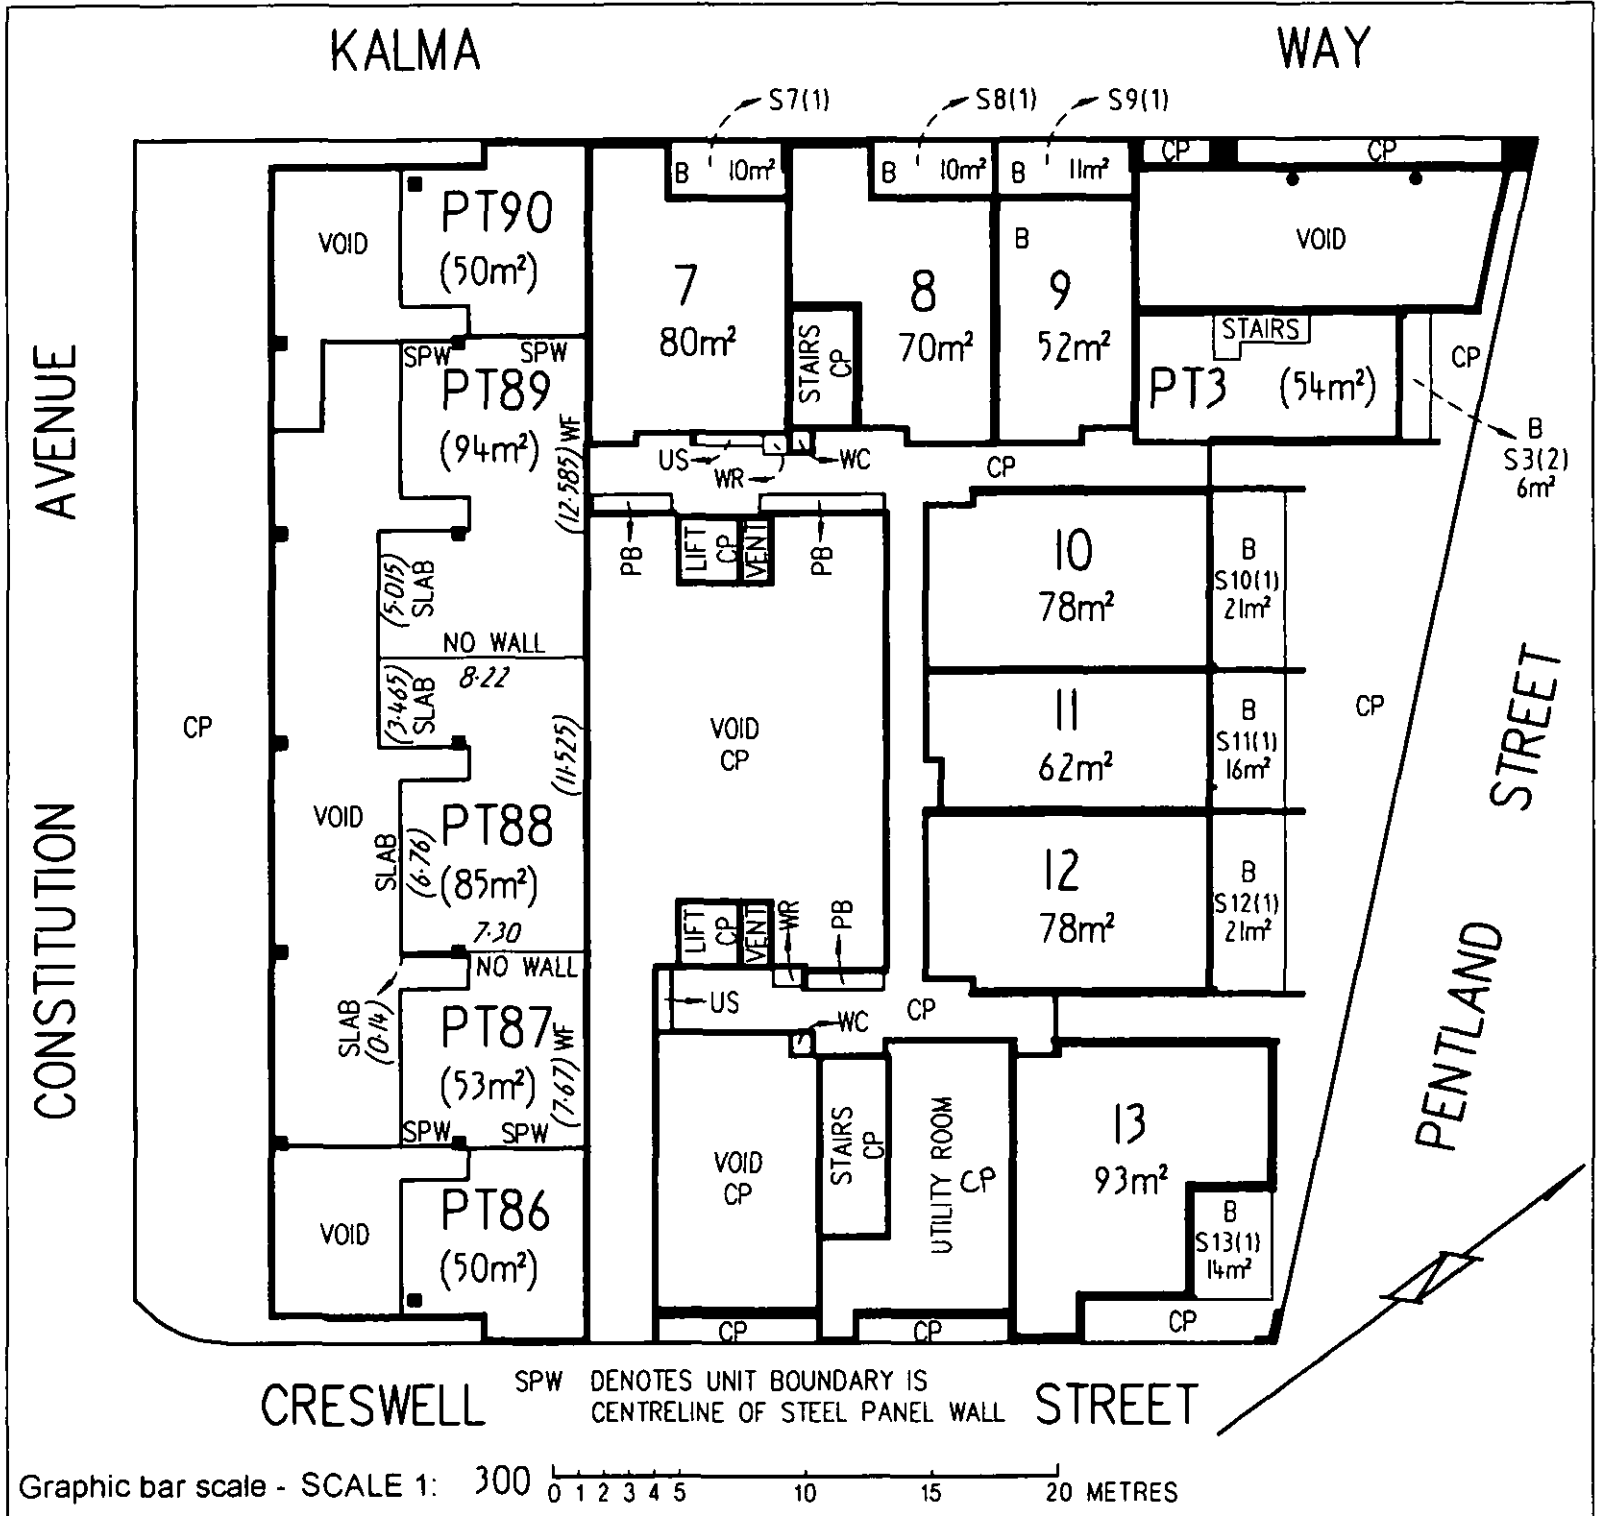 KALMA WAY
S7(1)
S8(1)
S9(1)
B 10m²
B 10m²
B 11m²
CP
CP
PT90
(50m²)
VOID
7
80m²
8
70m²
B
9
52m²
VOID
STAIRS
CP
STAIRS
PT3 (54m²)
CP
B
S3(2)
6m²
SPW
SPW
PT89
(94m²)
(12·585) WF
US
WR
WC
CP
PB
LIFT
CP
VENT
PB
(5·015)
SLAB
NO WALL
8·22
(3·465)
SLAB
10
78m²
B
S10(1)
21m²
11
62m²
B
S11(1)
16m²
CP
CP
VOID
CP
(11·525)
VOID
SLAB
(6·76)
PT88
(85m²)
7·30
NO WALL
12
78m²
B
S12(1)
21m²
LIFT
CP
VENT
WR
PB
US
CP
WC
SLAB
(0·14)
PT87
(53m²)
(7·67) WF
SPW
SPW
VOID
CP
STAIRS
CP
UTILITY ROOM
CP
13
93m²
B
S13(1)
14m²
VOID
PT86
(50m²)
CP
CP
CP
CONSTITUTION AVENUE
PENTLAND STREET
CRESWELL STREET
SPW DENOTES UNIT BOUNDARY IS
CENTRELINE OF STEEL PANEL WALL
Graphic bar scale - SCALE 1: 300
0 1 2 3 4 5 10 15 20 METRES